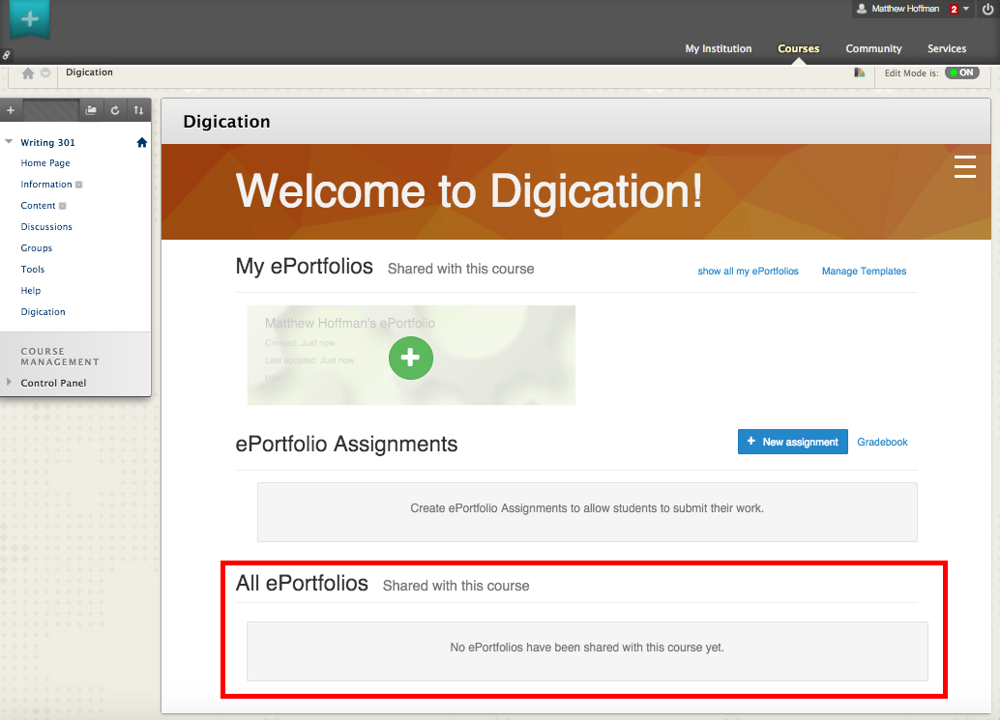 Matthew Hoffman 2
My Institution Courses Community Services
Digication
Edit Mode is: ON
Writing 301
Home Page
Information
Content
Discussions
Groups
Tools
Help
Digication
COURSE
MANAGEMENT
Control Panel
Digication
Welcome to Digication!
My ePortfolios Shared with this course show all my ePortfolios Manage Templates
Matthew Hoffman's ePortfolio
Created: Just now
Last updated: Just now
ePortfolio Assignments + New assignment Gradebook
Create ePortfolio Assignments to allow students to submit their work.
All ePortfolios Shared with this course
No ePortfolios have been shared with this course yet.